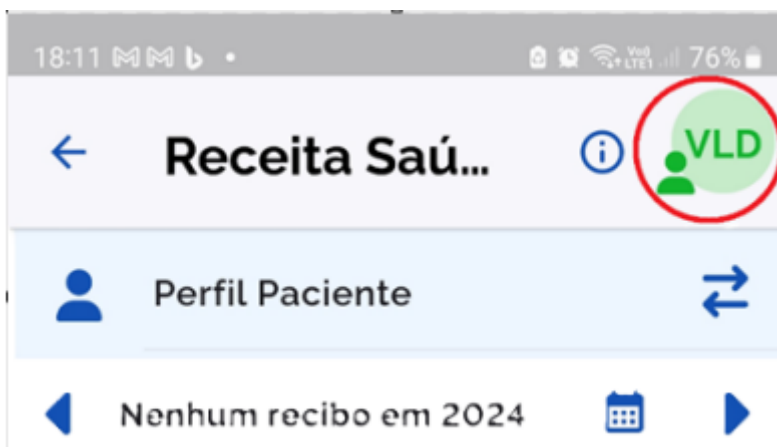 18:11
76%
Receita Saú...
VLD
Perfil Paciente
Nenhum recibo em 2024